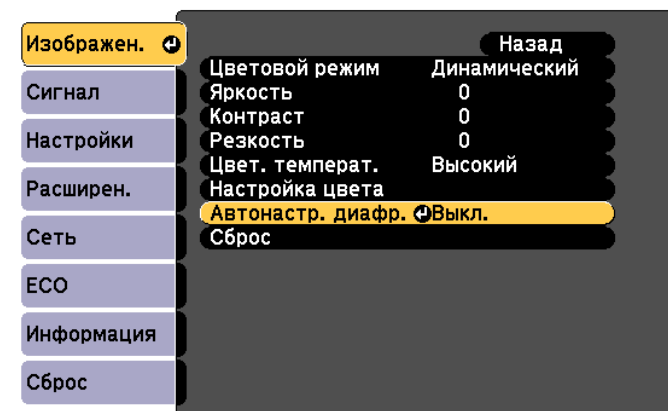 Изображен.
Сигнал
Настройки
Расширен.
Сеть
ECO
Информация
Сброс
Назад
Цветовой режим Динамический
Яркость 0
Контраст 0
Резкость 0
Цвет. температ. Высокий
Настройка цвета
Автонастр. диафр. Выкл.
Сброс